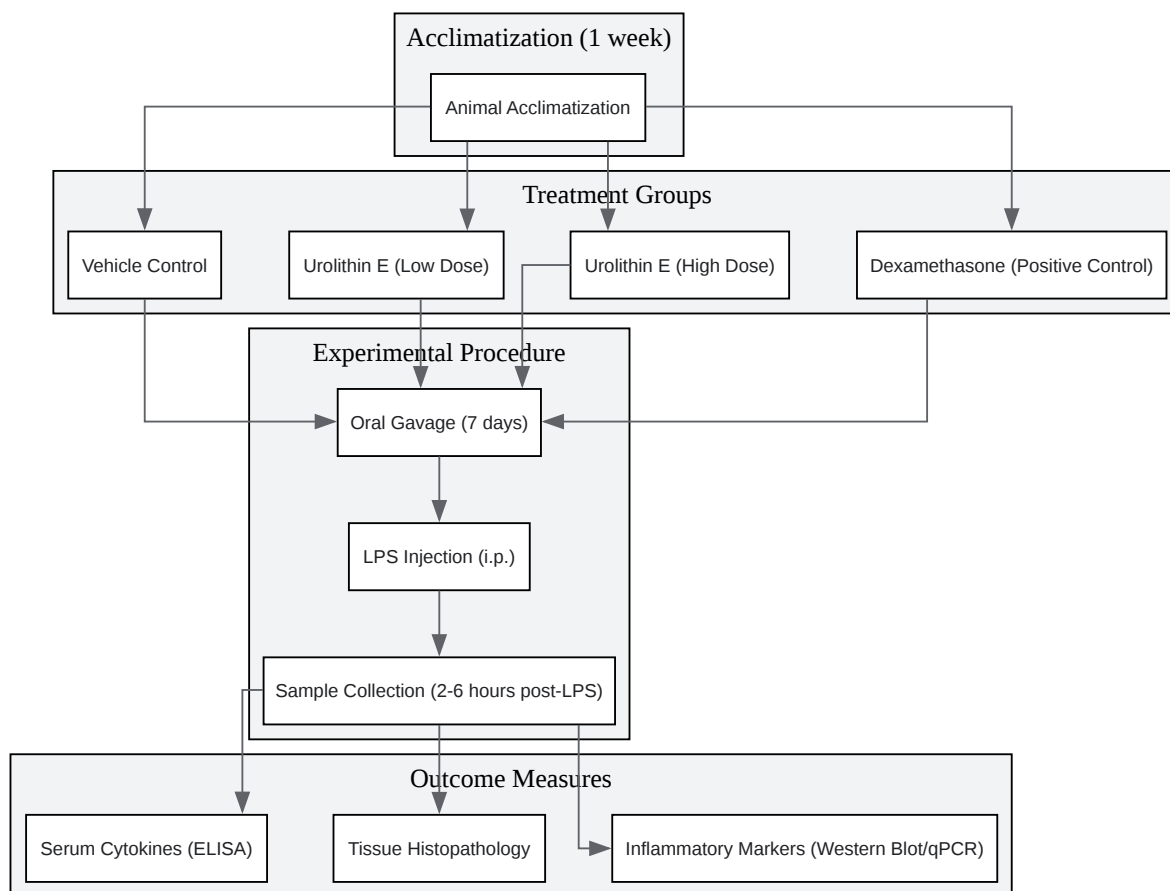 Acclimatization (1 week)
Animal Acclimatization
Treatment Groups
Vehicle Control
Urolithin E (Low Dose)
Urolithin E (High Dose)
Dexamethasone (Positive Control)
Experimental Procedure
Oral Gavage (7 days)
LPS Injection (i.p.)
Sample Collection (2-6 hours post-LPS)
Outcome Measures
Serum Cytokines (ELISA)
Tissue Histopathology
Inflammatory Markers (Western Blot/qPCR)